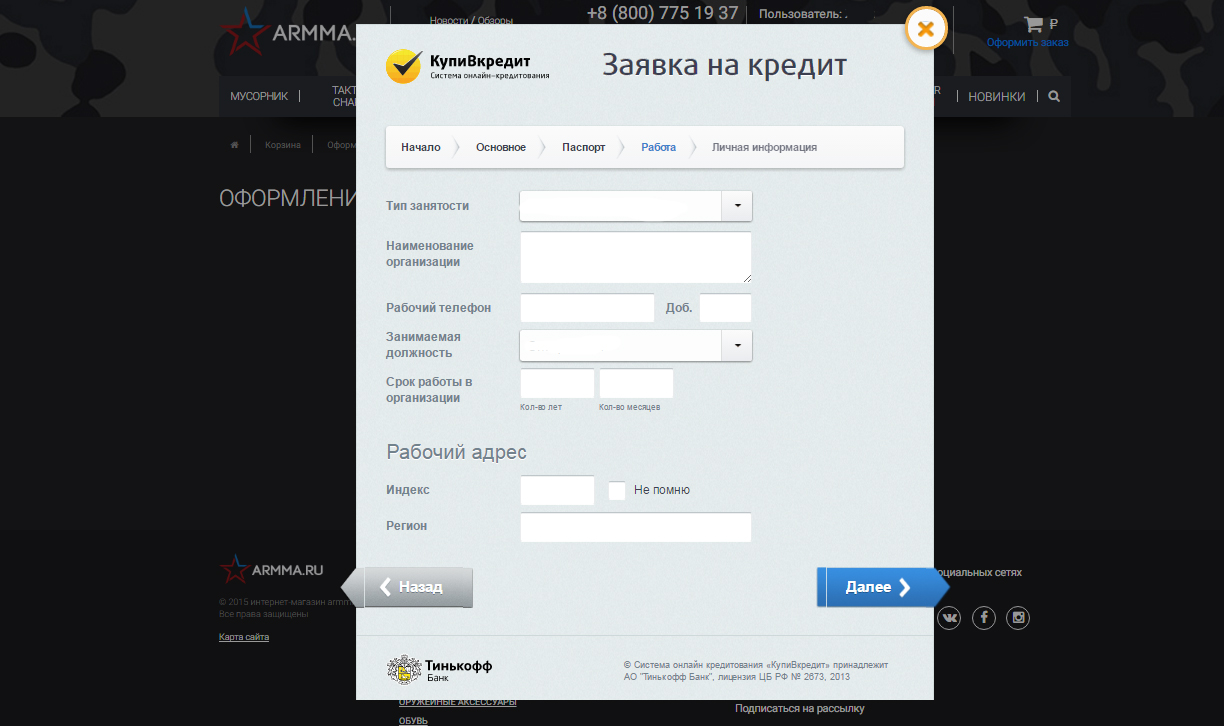 ARMMA.
Новости / Обзоры
+8 (800) 775 19 37
Пользователь: .
₽
Оформить заказ
МУСОРНИК
ТАКТ
СНА
R
НОВИНКИ
Корзина
Оформ
ОФОРМЛЕНИ
КупиВкредит
Система онлайн-кредитования
Заявка на кредит
Начало
Основное
Паспорт
Работа
Личная информация
Тип занятости
Наименование
организации
Рабочий телефон
Доб.
Занимаемая
должность
Срок работы в
организации
Кол-во лет
Кол-во месяцев
Рабочий адрес
Индекс
Не помню
Регион
Назад
Далее
ARMMA.RU
© 2015 интернет-магазин armm
Все права защищены
Карта сайта
оциальных сетях
Тинькофф
Банк
© Система онлайн кредитования «КупиВкредит» принадлежит
АО "Тинькофф Банк", лицензия ЦБ РФ № 2673, 2013
ОРУЖЕЙНЫЕ АКСЕССУАРЫ
ОБУВЬ
Подписаться на рассылку